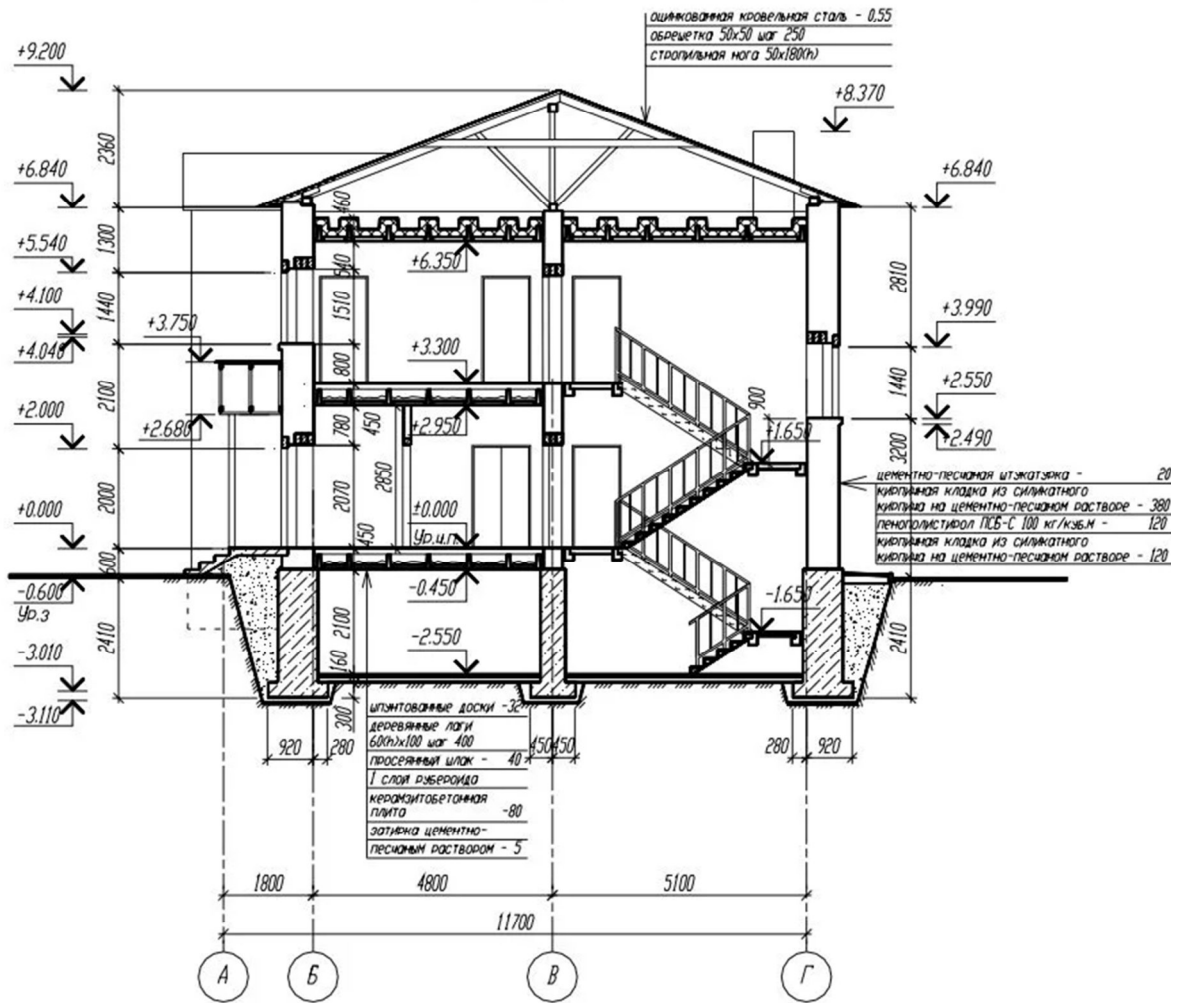 оцинкованная кровельная сталь - 0,55
обрешетка 50х50 шаг 250
стропильная нога 50х180(h)
+9.200
+8.370
2360
+6.840
+6.840
460
1300
+5.540
+6.350
540
2810
+4.100
1440
1510
+3.750
+3.990
+4.040
+3.300
800
1440
2100
+2.550
900
+2.000
+2.680
780
450
+2.950
+1.650
+2.490
3200
2850
цементно-песчаная штукатурка - 20
кирпичная кладка из силикатного
кирпича на цементно-песчаном растворе - 380
пенополистирол ПСБ-С 100 кг/куб.м - 120
кирпичная кладка из силикатного
кирпича на цементно-песчаном растворе - 120
2000
2070
+0.000
±0.000
Ур.ч.п.
450
600
-0.600
Ур.з
-0.450
-1.650
2100
2410
2410
-2.550
-3.010
160
-3.110
300
шпунтованные доски -32
деревянные лаги
60(h)х100 шаг 400
просеянный шлак - 40
1 слой рубероида
керамзитобетонная
плита -80
затирка цементно-
песчаным раствором - 5
920
280
450
450
280
920
1800
4800
5100
11700
А
Б
В
Г